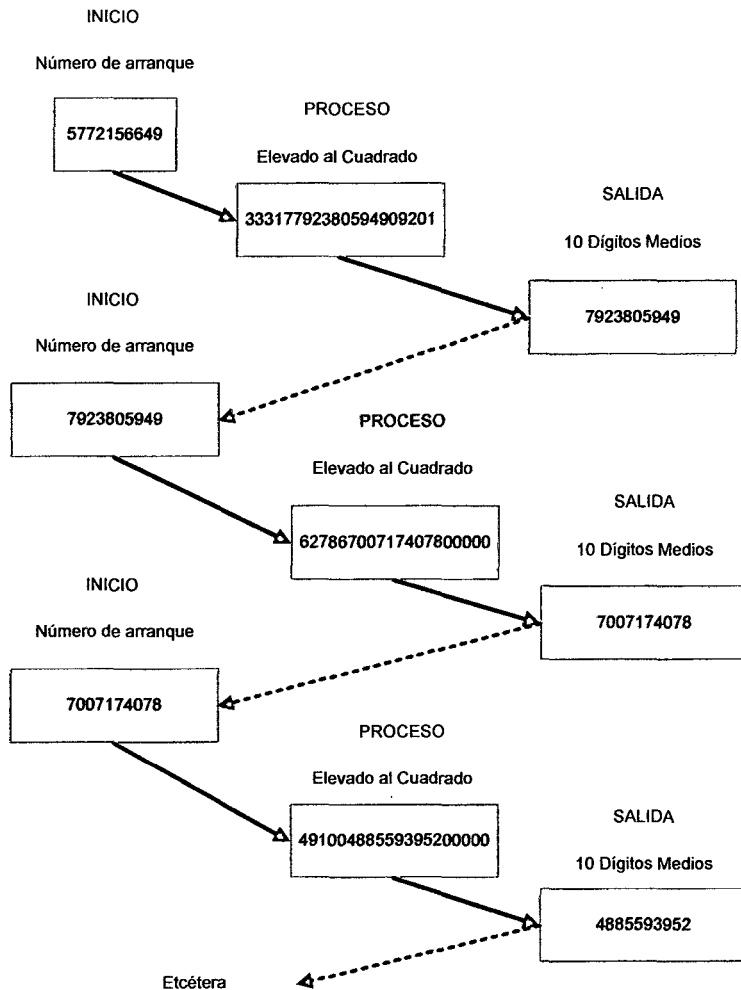 INICIO
Número de arranque
5772156649
PROCESO
Elevado al Cuadrado
33317792380594909201
SALIDA
10 Dígitos Medios
7923805949
INICIO
Número de arranque
7923805949
PROCESO
Elevado al Cuadrado
62786700717407800000
SALIDA
10 Dígitos Medios
7007174078
INICIO
Número de arranque
7007174078
PROCESO
Elevado al Cuadrado
49100488559395200000
SALIDA
10 Dígitos Medios
4885593952
Etcétera